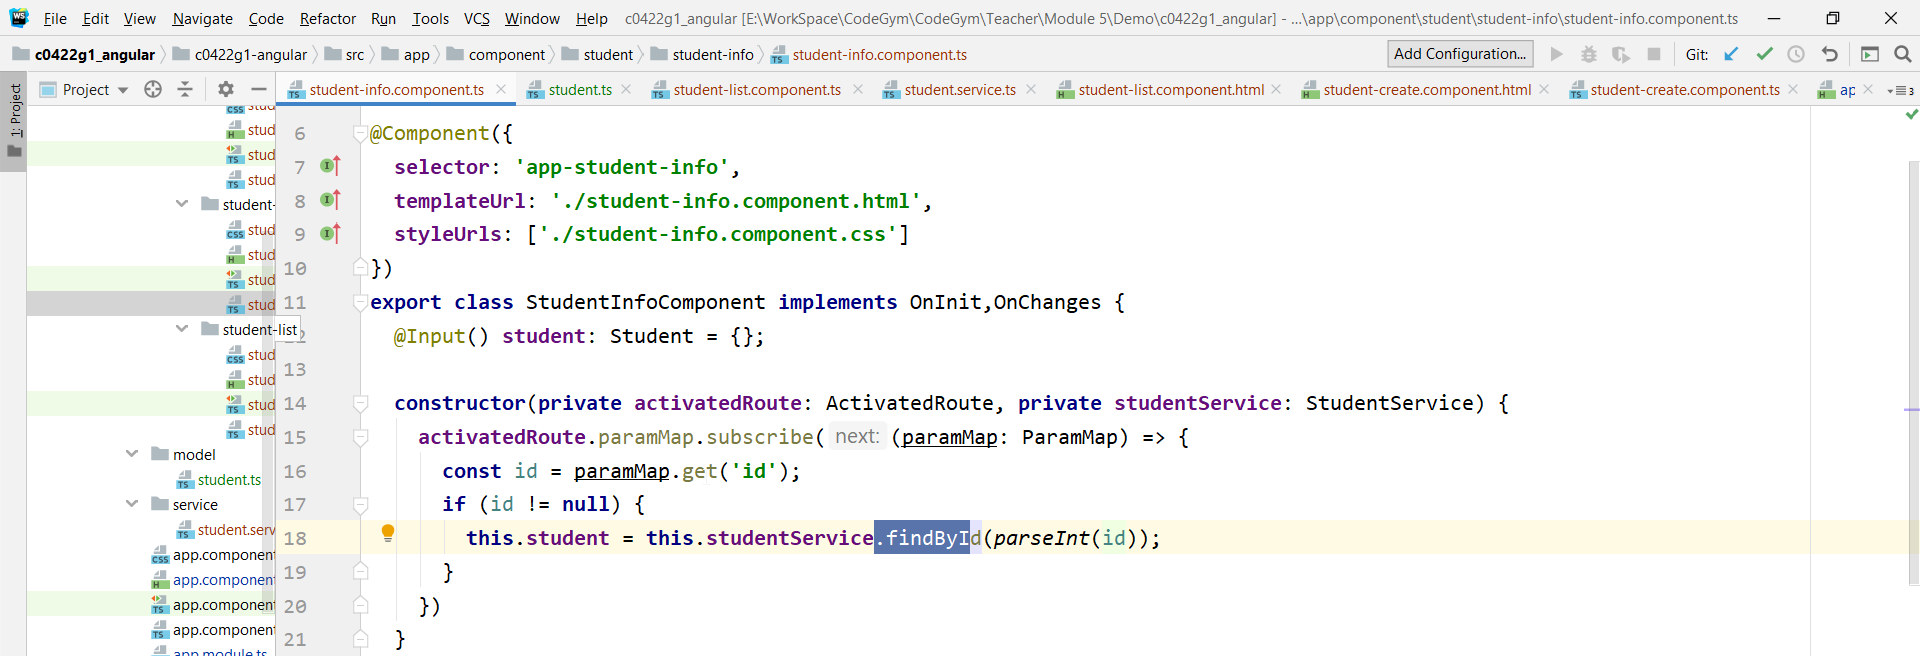 WS File Edit View Navigate Code Refactor Run Tools VCS Window Help c0422g1_angular [E:\WorkSpace\CodeGym\CodeGym\Teacher\Module 5\Demo\c0422g1_angular] - ...\app\component\student\student-info\student-info.component.ts
c0422g1_angular c0422g1-angular src app component student student-info student-info.component.ts Add Configuration... Git:
Project student-info.component.ts student.ts student-list.component.ts student.service.ts student-list.component.html student-create.component.html student-create.component.ts ap 3
1: Project
stud
stud
stud
student-
stud
stud
stud
stud
student-list
stud
stud
stud
stud
model
student.ts
service
student.serv
app.component
app.component
app.component
app.component
app.module.ts
6 @Component({
7 selector: 'app-student-info',
8 templateUrl: './student-info.component.html',
9 styleUrls: ['./student-info.component.css']
10 })
11 export class StudentInfoComponent implements OnInit,OnChanges {
@Input() student: Student = {};
13
14 constructor(private activatedRoute: ActivatedRoute, private studentService: StudentService) {
15 activatedRoute.paramMap.subscribe( next: (paramMap: ParamMap) => {
16 const id = paramMap.get('id');
17 if (id != null) {
18 this.student = this.studentService.findById(parseInt(id));
19 }
20 })
21 }